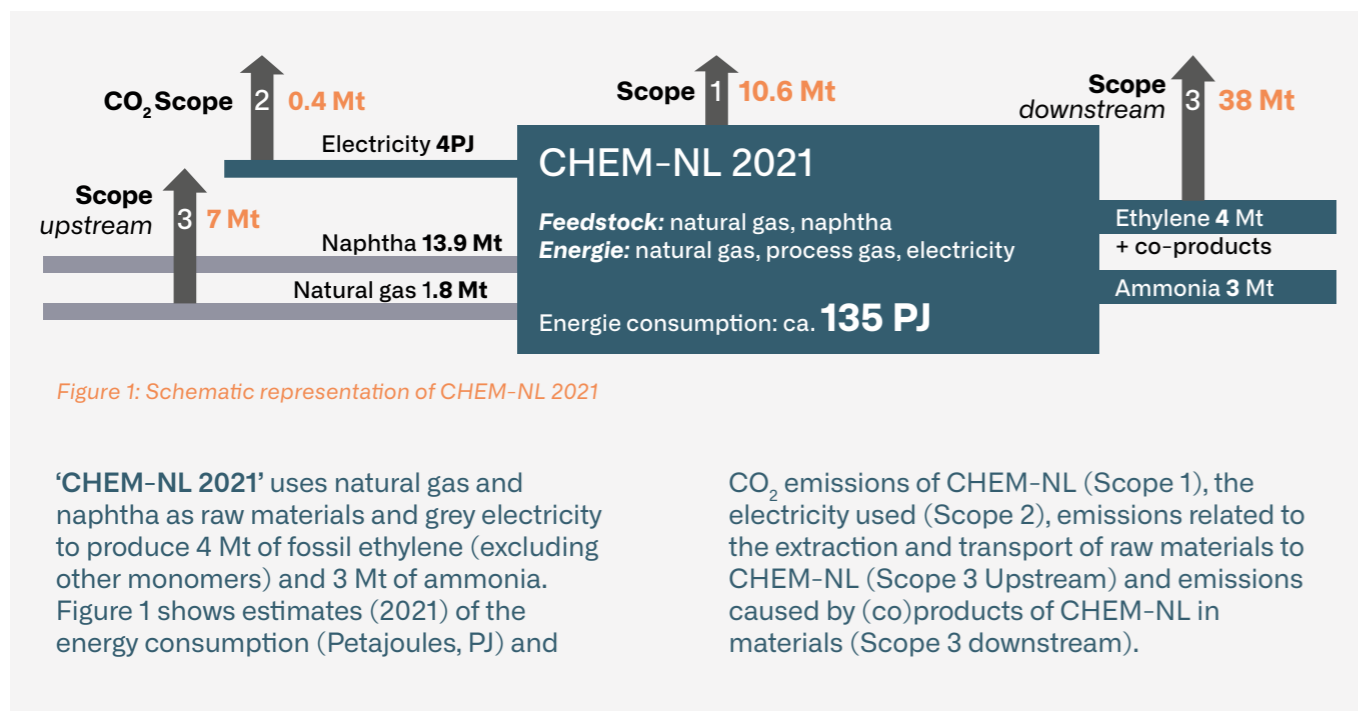 CO2 Scope 2 0.4 Mt
Scope 1 10.6 Mt
Scope
downstream
3 38 Mt
Electricity 4PJ
Scope
upstream
3 7 Mt
Naphtha 13.9 Mt
Natural gas 1.8 Mt
CHEM-NL 2021
Feedstock: natural gas, naphtha
Energie: natural gas, process gas, electricity
Energie consumption: ca. 135 PJ
Ethylene 4 Mt
+ co-products
Ammonia 3 Mt
Figure 1: Schematic representation of CHEM-NL 2021
‘CHEM-NL 2021’ uses natural gas and
naphtha as raw materials and grey electricity
to produce 4 Mt of fossil ethylene (excluding
other monomers) and 3 Mt of ammonia.
Figure 1 shows estimates (2021) of the
energy consumption (Petajoules, PJ) and
CO2 emissions of CHEM-NL (Scope 1), the
electricity used (Scope 2), emissions related to
the extraction and transport of raw materials to
CHEM-NL (Scope 3 Upstream) and emissions
caused by (co)products of CHEM-NL in
materials (Scope 3 downstream).